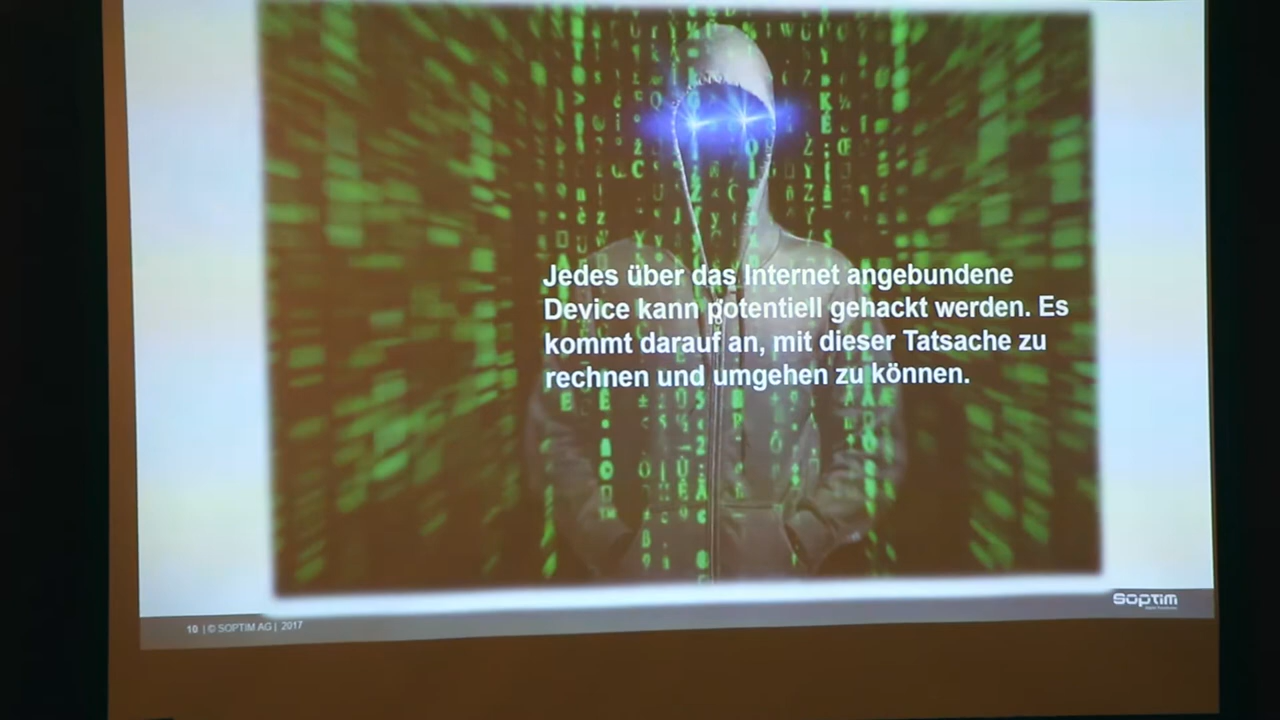 Jedes über das Internet angebundene
Device kann potentiell gehackt werden. Es
kommt darauf an, mit dieser Tatsache zu
rechnen und umgehen zu können.
10 | © SOPTIM AG | 2017
SOPTIM